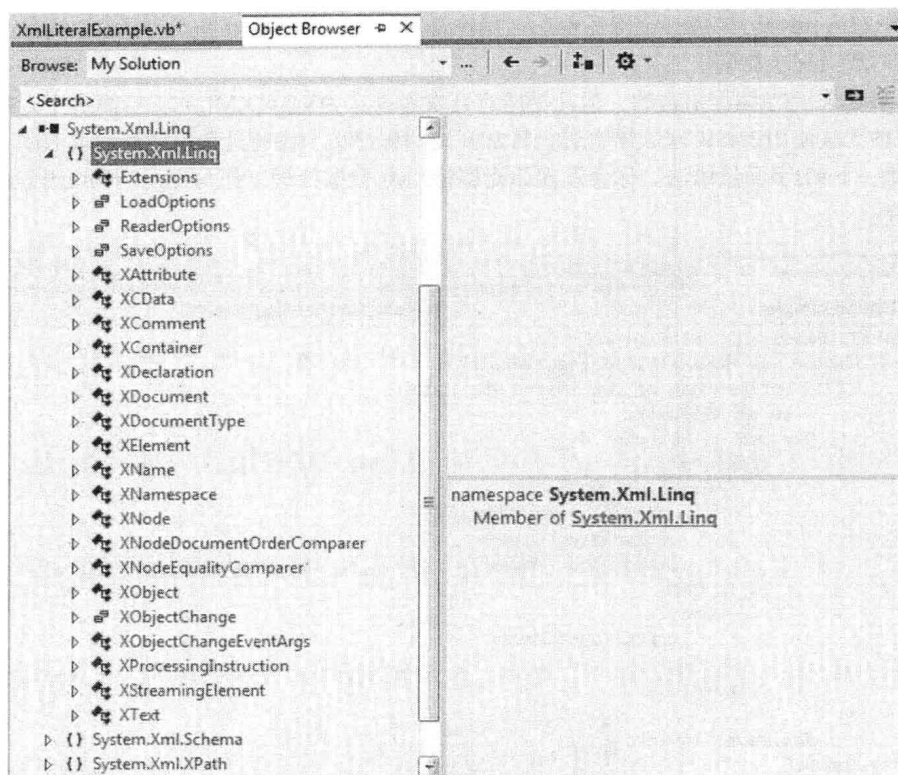 XmlLiteralExample.vb*
Object Browser
Browse: My Solution
<Search>
System.Xml.Linq
{ } System.Xml.Linq
Extensions
LoadOptions
ReaderOptions
SaveOptions
XAttribute
XCData
XComment
XContainer
XDeclaration
XDocument
XDocumentType
XElement
XName
XNamespace
XNode
XNodeDocumentOrderComparer
XNodeEqualityComparer
XObject
XObjectChange
XObjectChangeEventArgs
XProcessingInstruction
XStreamingElement
XText
{ } System.Xml.Schema
{ } System.Xml.XPath
namespace System.Xml.Linq
Member of System.Xml.Linq